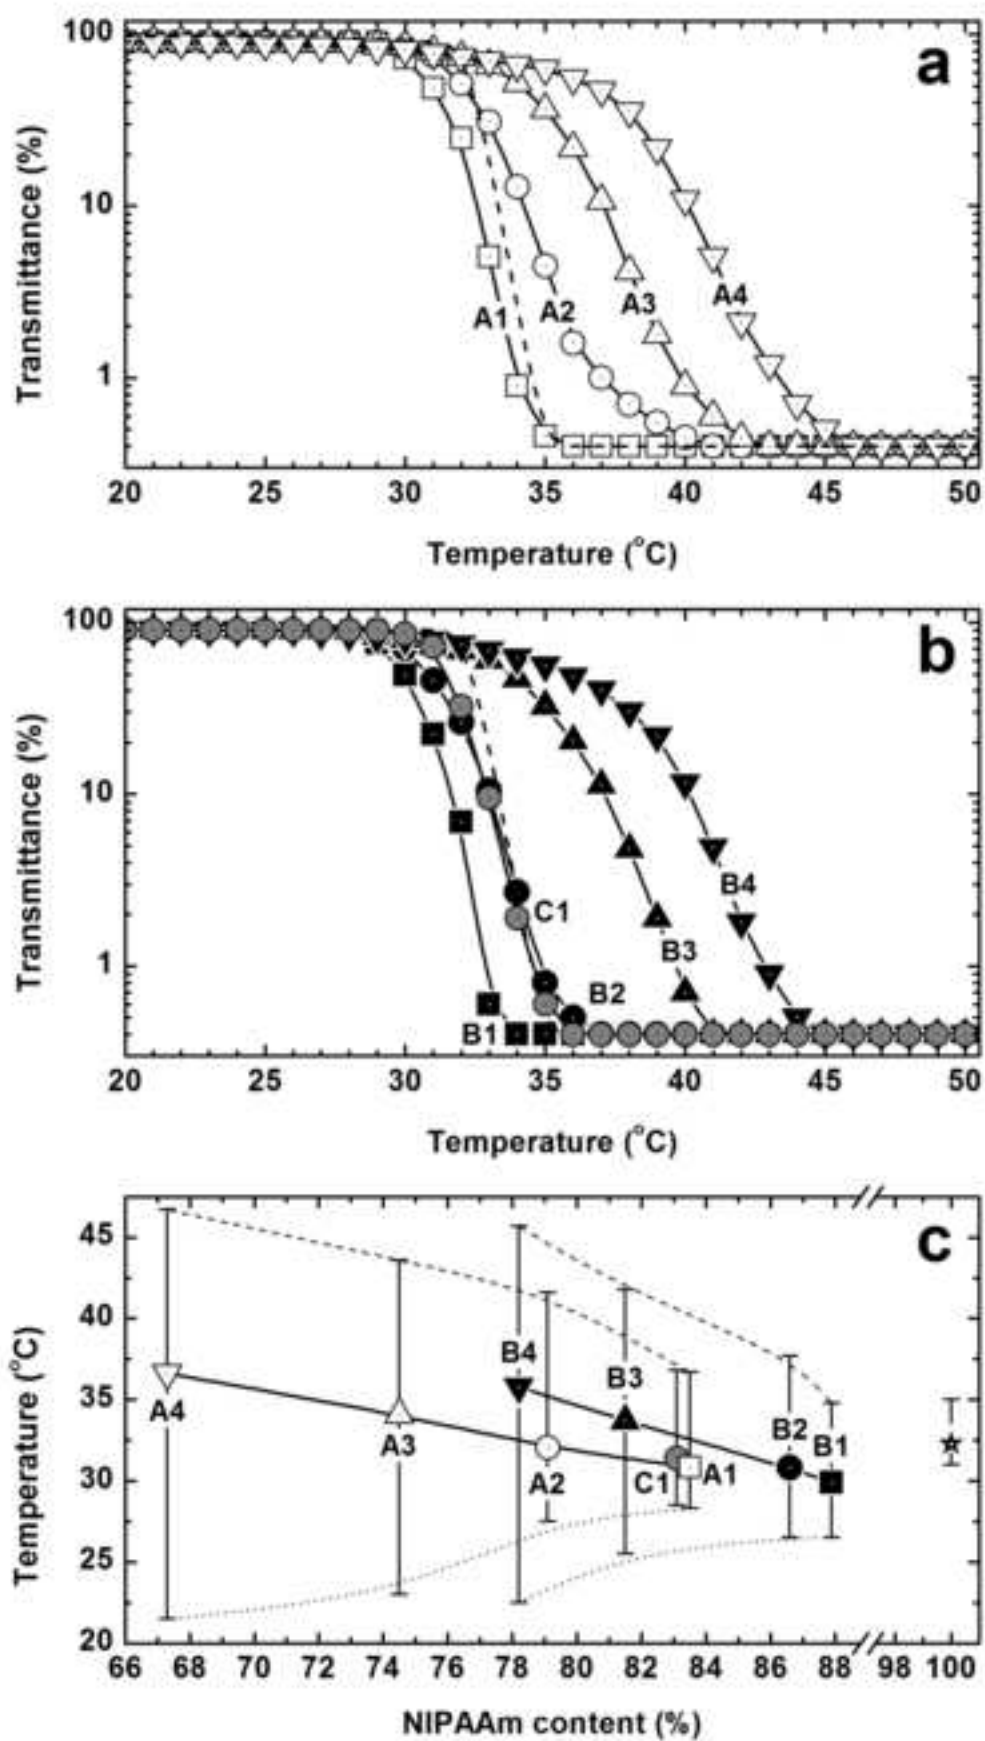 a
100
10
1
Transmittance (%)
A1
A2
A3
A4
20 25 30 35 40 45 50
Temperature (°C)
b
100
10
1
Transmittance (%)
B1
C1
B2
B3
B4
20 25 30 35 40 45 50
Temperature (°C)
c
45
40
35
30
25
20
Temperature (°C)
A4
A3
B4
A2
B3
C1
A1
B2
B1
66 68 70 72 74 76 78 80 82 84 86 88 98 100
NIPAAm content (%)